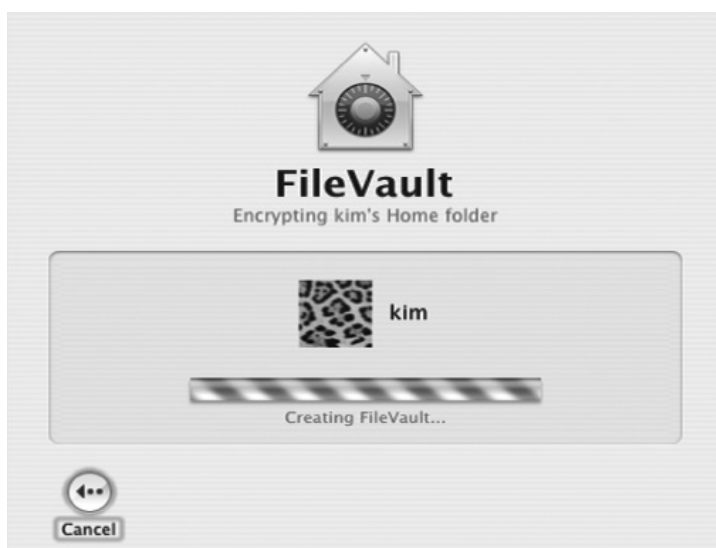 FileVault
Encrypting kim's Home folder
kim
Creating FileVault...
Cancel